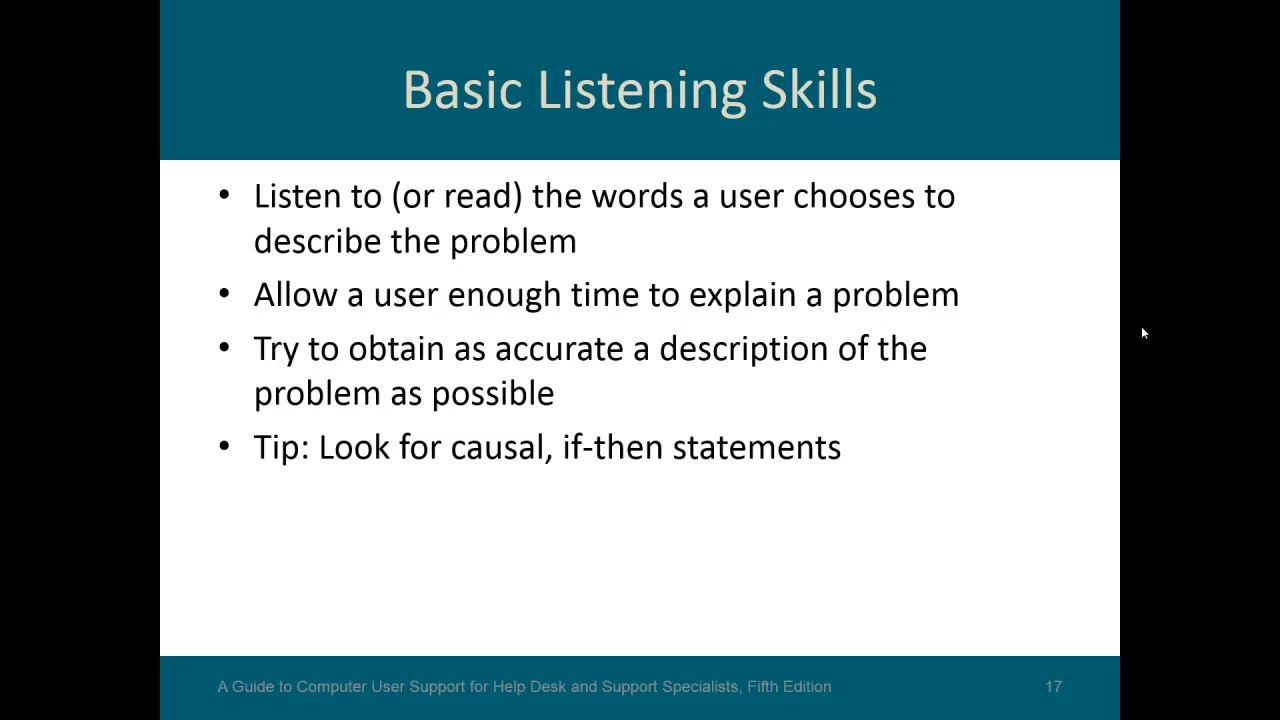 Basic Listening Skills
• Listen to (or read) the words a user chooses to
describe the problem
• Allow a user enough time to explain a problem
• Try to obtain as accurate a description of the
problem as possible
• Tip: Look for causal, if-then statements
A Guide to Computer User Support for Help Desk and Support Specialists, Fifth Edition
17